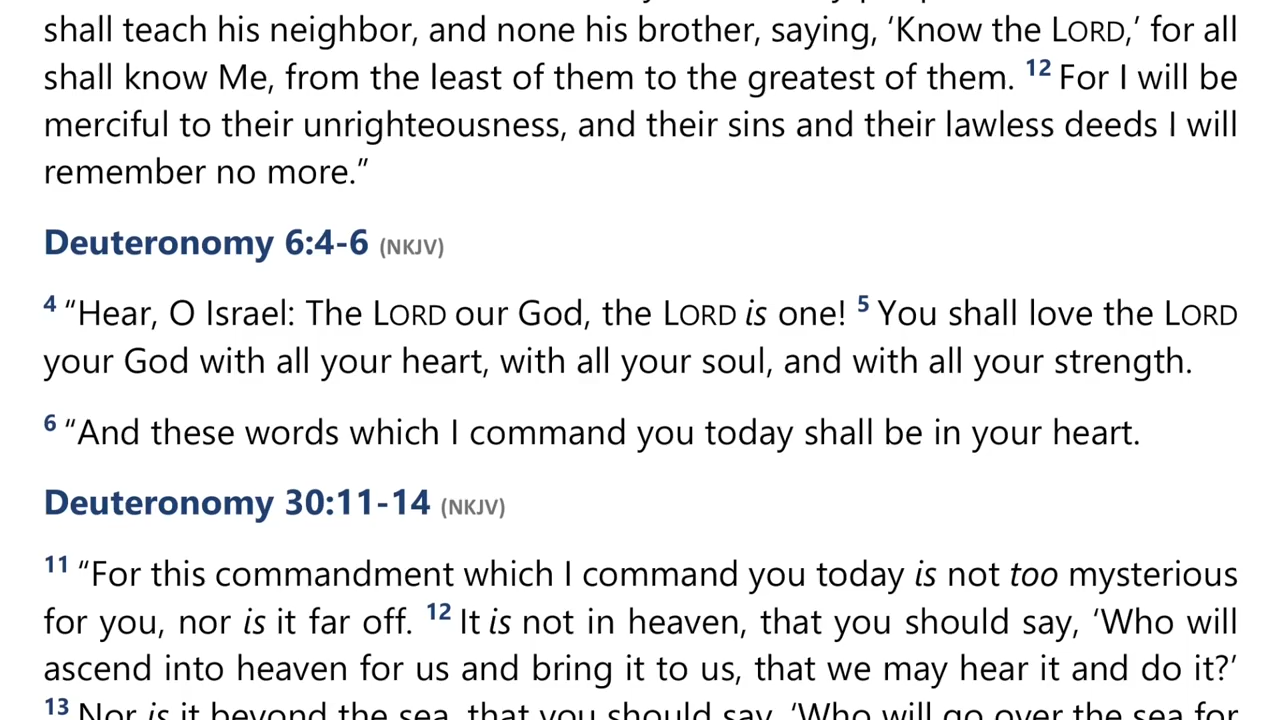 shall teach his neighbor, and none his brother, saying, ‘Know the LORD,’ for all
shall know Me, from the least of them to the greatest of them. 12 For I will be
merciful to their unrighteousness, and their sins and their lawless deeds I will
remember no more.”
Deuteronomy 6:4-6 (NKJV)
4 “Hear, O Israel: The LORD our God, the LORD is one! 5 You shall love the LORD
your God with all your heart, with all your soul, and with all your strength.
6 “And these words which I command you today shall be in your heart.
Deuteronomy 30:11-14 (NKJV)
11 “For this commandment which I command you today is not too mysterious
for you, nor is it far off. 12 It is not in heaven, that you should say, ‘Who will
ascend into heaven for us and bring it to us, that we may hear it and do it?’
13 Nor is it beyond the sea, that you should say, ‘Who will go over the sea for